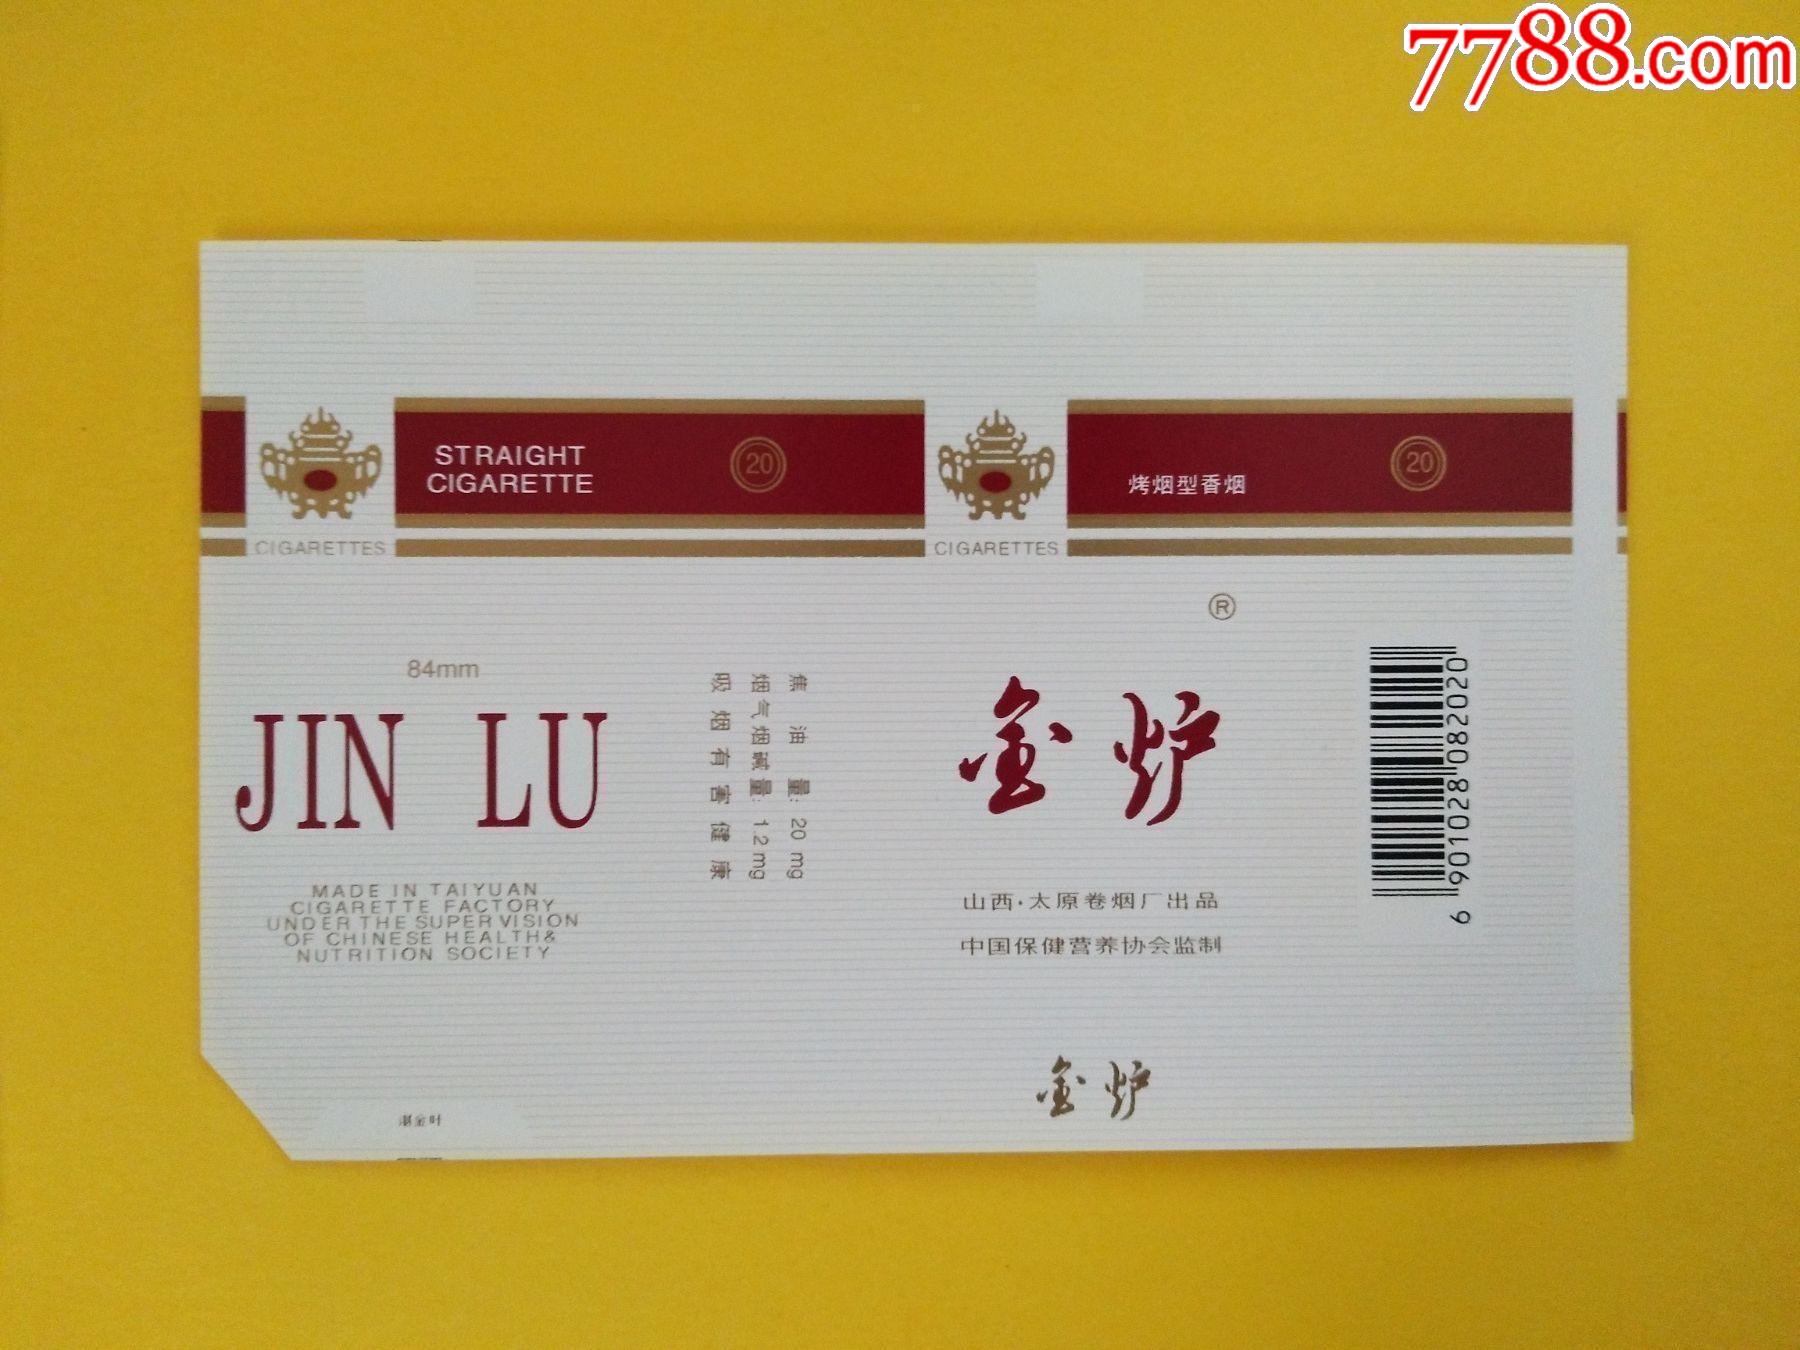 7788.com
STRAIGHT
CIGARETTE
20
CIGARETTES
84mm
JIN LU
MADE IN TAIYUAN
CIGARETTE FACTORY
UNDER THE SUPERVISION
OF CHINESE HEALTH&
NUTRITION SOCIETY
焦油量: 20 mg
烟气烟碱量: 1.2 mg
吸烟有害健康
CIGARETTES
烤烟型香烟
20
®
金炉
山西·太原卷烟厂出品
中国保健营养协会监制
金炉
6 901028 082020